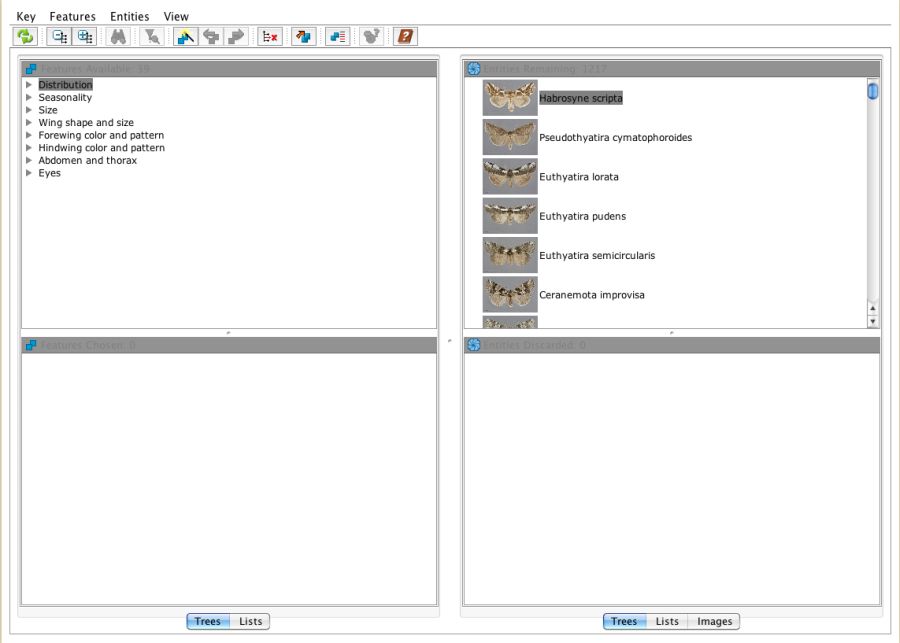 Key Features Entities View
Features Available: 39
Distribution
Seasonality
Size
Wing shape and size
Forewing color and pattern
Hindwing color and pattern
Abdomen and thorax
Eyes
Entities Remaining: 1217
Habrosyne scripta
Pseudothyatira cymatophoroides
Euthyatira lorata
Euthyatira pudens
Euthyatira semicircularis
Ceranemota improvisa
Features Chosen: 0
Entities Discarded: 0
Trees Lists
Trees Lists Images